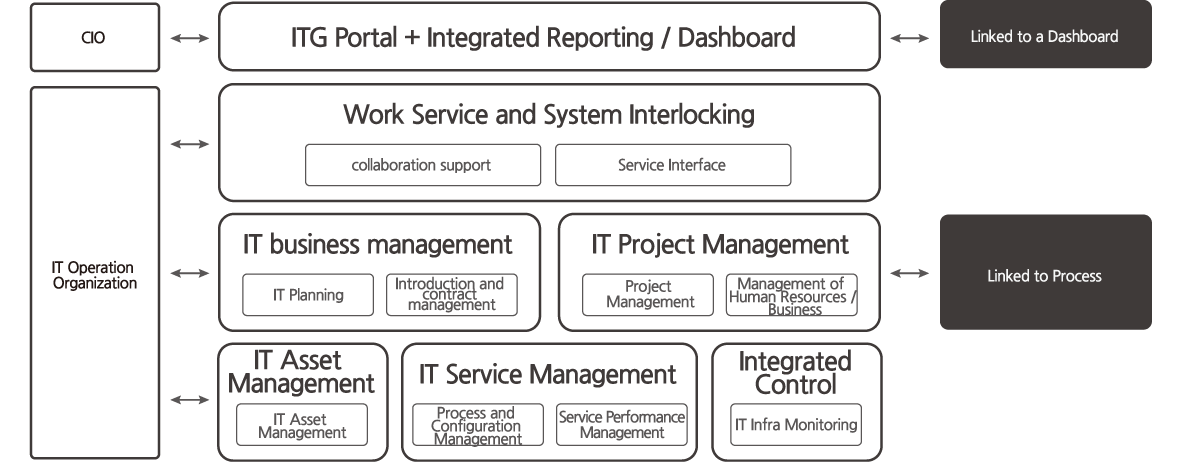 CIO
ITG Portal + Integrated Reporting / Dashboard
Linked to a Dashboard
Work Service and System Interlocking
collaboration support
Service Interface
IT Operation
Organization
IT business management
IT Planning
Introduction and
contract
management
IT Project Management
Project
Management
Management of
Human Resources /
Business
Linked to Process
IT Asset
Management
IT Asset
Management
IT Service Management
Process and
Configuration
Management
Service Performance
Management
Integrated
Control
IT Infra Monitoring